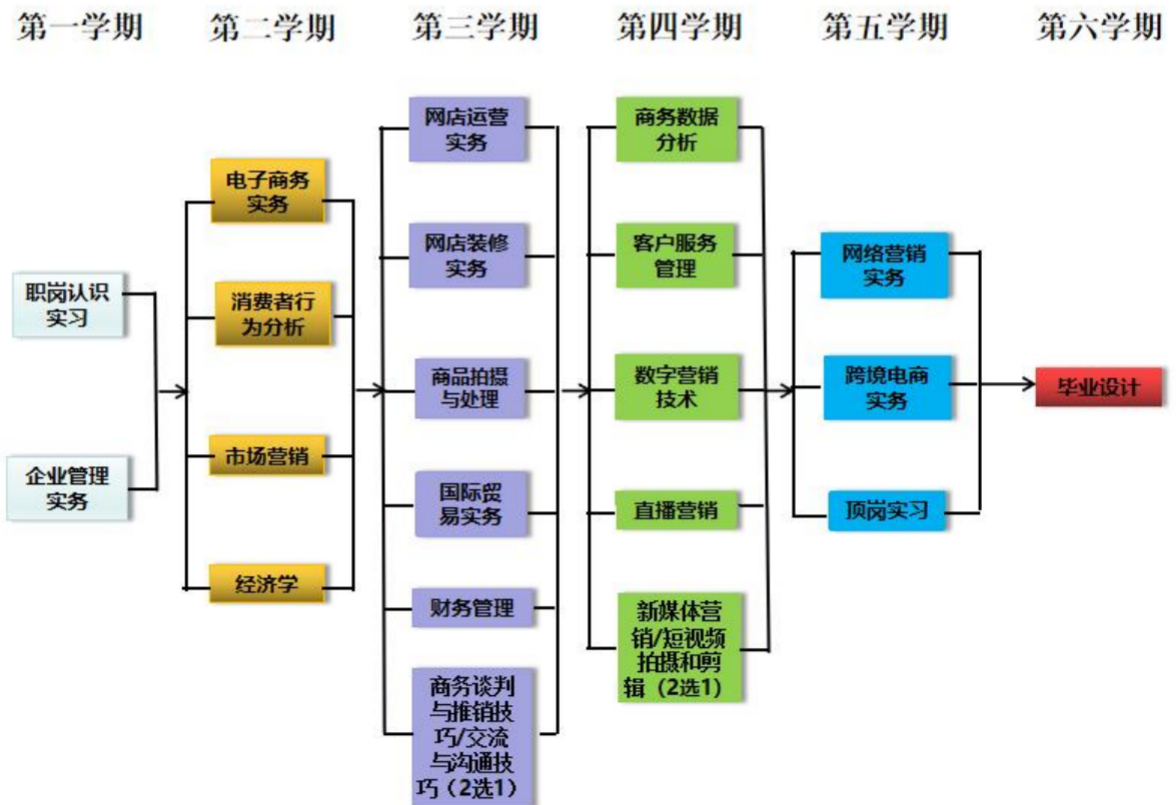 第一学期
第二学期
第三学期
第四学期
第五学期
第六学期
职岗认识
实习
企业管理
实务
电子商务
实务
消费者行
为分析
市场营销
经济学
网店运营
实务
网店装修
实务
商品拍摄
与处理
国际贸
易实务
财务管理
商务谈判
与推销技
巧/交流
与沟通技
巧（2选1）
商务数据
分析
客户服务
管理
数字营销
技术
直播营销
新媒体营
销/短视频
拍摄和剪
辑（2选1）
网络营销
实务
跨境电商
实务
顶岗实习
毕业设计